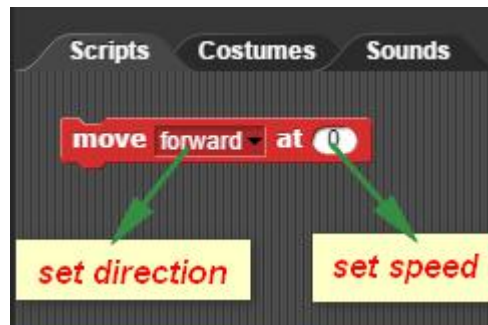 Scripts Costumes Sounds
move forward at 0
set direction set speed